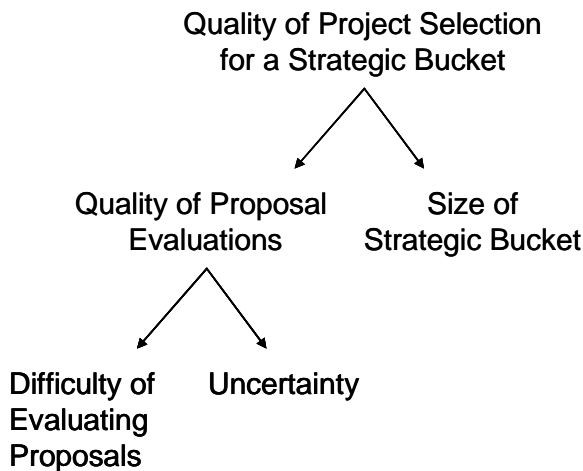 Quality of Project Selection
for a Strategic Bucket
Quality of Proposal
Evaluations
Size of
Strategic Bucket
Difficulty of
Evaluating
Proposals
Uncertainty